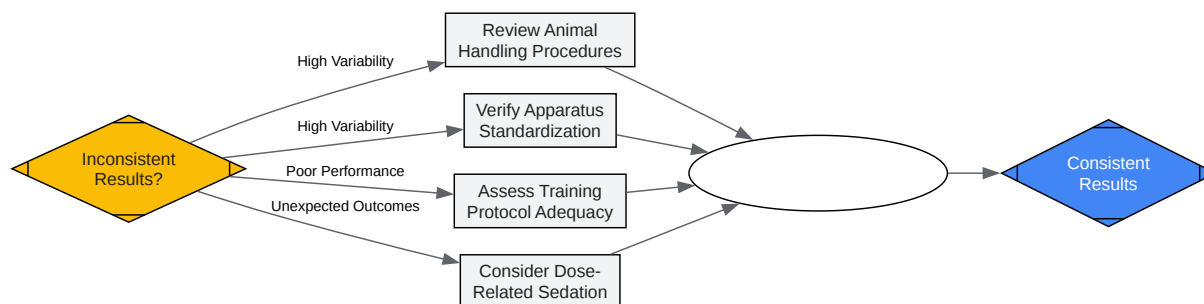 Inconsistent
Results?
High Variability
High Variability
Poor Performance
Unexpected Outcomes
Review Animal
Handling Procedures
Verify Apparatus
Standardization
Assess Training
Protocol Adequacy
Consider Dose-
Related Sedation
Consistent
Results